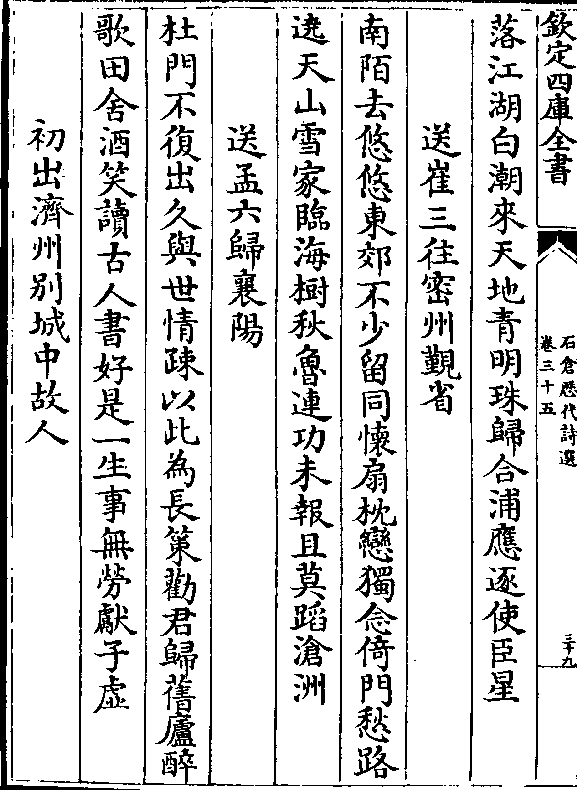 欽定四庫全書
石倉歷代詩選
卷三十五
三十九
落江湖白潮來天地青明珠歸合浦應逐使臣星
送崔三往密州覲省
南陌去悠悠東郊不少留同懷扇枕戀獨念倚門愁路
遶天山雪家臨海樹秋魯連功未報且莫蹈滄洲
送孟六歸襄陽
杜門不復出久與世情疎以此為長策勸君歸舊廬醉
歌田舍酒笑讀古人書好是一生事無勞獻子虛
初出濟州别城中故人